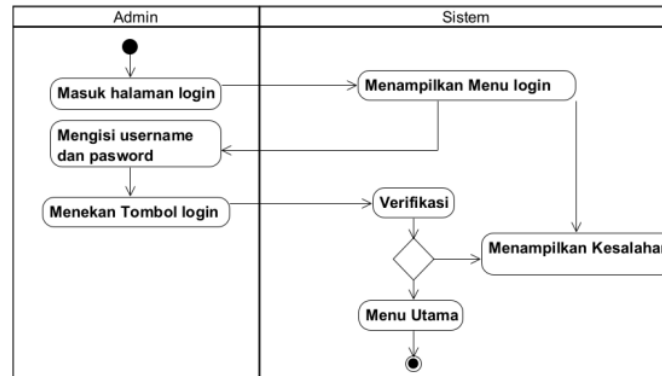 Admin
Sistem
Masuk halaman login
Menampilkan Menu login
Mengisi username
dan pasword
Menekan Tombol login
Verifikasi
Menampilkan Kesalahan
Menu Utama